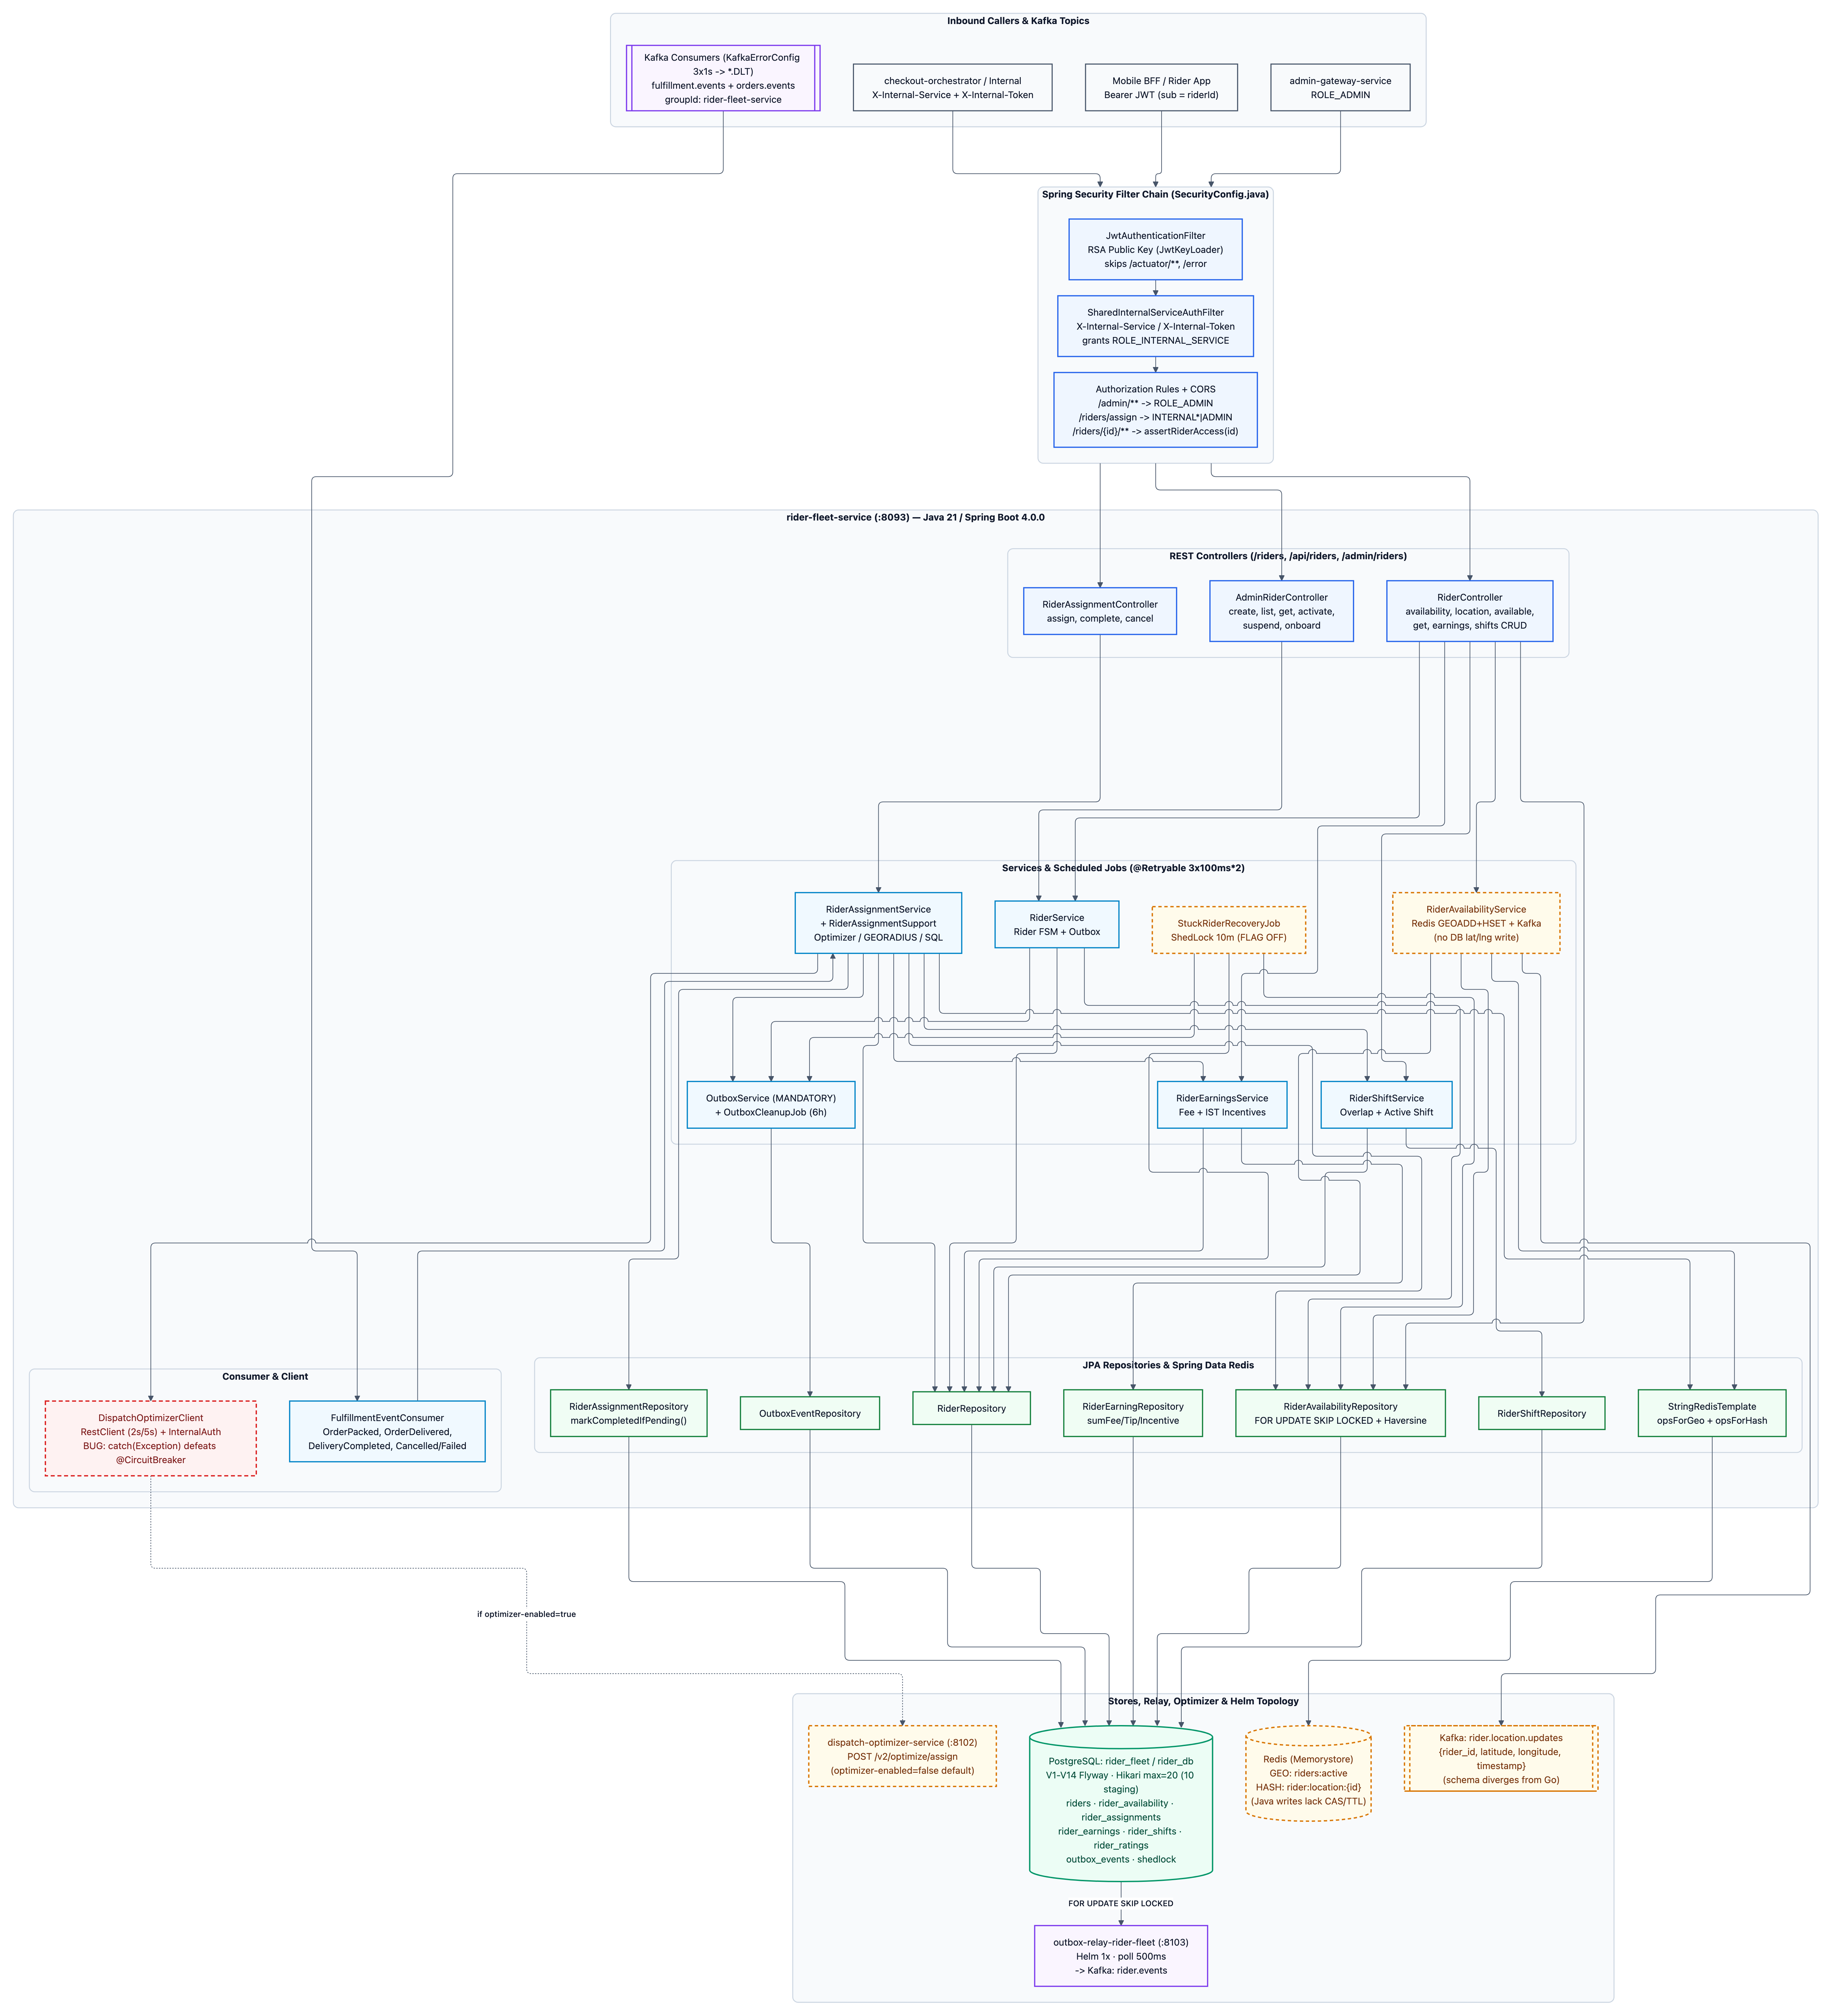 Inbound Callers & Kafka Topics
Kafka Consumers (KafkaErrorConfig
3x1s -> *.DLT)
fulfillment.events + orders.events
groupId: rider-fleet-service
checkout-orchestrator / Internal
X-Internal-Service + X-Internal-Token
Mobile BFF / Rider App
Bearer JWT (sub = riderId)
admin-gateway-service
ROLE_ADMIN
Spring Security Filter Chain (SecurityConfig.java)
JwtAuthenticationFilter
RSA Public Key (JwtKeyLoader)
skips /actuator/**, /error
SharedInternalServiceAuthFilter
X-Internal-Service / X-Internal-Token
grants ROLE_INTERNAL_SERVICE
Authorization Rules + CORS
/admin/** -> ROLE_ADMIN
/riders/assign -> INTERNAL*|ADMIN
/riders/{id}/** -> assertRiderAccess(id)
rider-fleet-service (:8093) — Java 21 / Spring Boot 4.0.0
REST Controllers (/riders, /api/riders, /admin/riders)
RiderAssignmentController
assign, complete, cancel
AdminRiderController
create, list, get, activate,
suspend, onboard
RiderController
availability, location, available,
get, earnings, shifts CRUD
Services & Scheduled Jobs (@Retryable 3x100ms*2)
RiderAssignmentService
+ RiderAssignmentSupport
Optimizer / GEORADIUS / SQL
RiderService
Rider FSM + Outbox
StuckRiderRecoveryJob
ShedLock 10m (FLAG OFF)
RiderAvailabilityService
Redis GEOADD+HSET + Kafka
(no DB lat/lng write)
OutboxService (MANDATORY)
+ OutboxCleanupJob (6h)
RiderEarningsService
Fee + IST Incentives
RiderShiftService
Overlap + Active Shift
Consumer & Client
DispatchOptimizerClient
RestClient (2s/5s) + InternalAuth
BUG: catch(Exception) defeats
@CircuitBreaker
FulfillmentEventConsumer
OrderPacked, OrderDelivered,
DeliveryCompleted, Cancelled/Failed
JPA Repositories & Spring Data Redis
RiderAssignmentRepository
markCompletedIfPending()
OutboxEventRepository
RiderRepository
RiderEarningRepository
sumFee/Tip/Incentive
RiderAvailabilityRepository
FOR UPDATE SKIP LOCKED + Haversine
RiderShiftRepository
StringRedisTemplate
opsForGeo + opsForHash
if optimizer-enabled=true
Stores, Relay, Optimizer & Helm Topology
dispatch-optimizer-service (:8102)
POST /v2/optimize/assign
(optimizer-enabled=false default)
PostgreSQL: rider_fleet / rider_db
V1-V14 Flyway · Hikari max=20 (10
staging)
riders · rider_availability ·
rider_assignments
rider_earnings · rider_shifts ·
rider_ratings
outbox_events · shedlock
Redis (Memorystore)
GEO: riders:active
HASH: rider:location:{id}
(Java writes lack CAS/TTL)
Kafka: rider.location.updates
{rider_id, latitude, longitude,
timestamp}
(schema diverges from Go)
FOR UPDATE SKIP LOCKED
outbox-relay-rider-fleet (:8103)
Helm 1x · poll 500ms
-> Kafka: rider.events